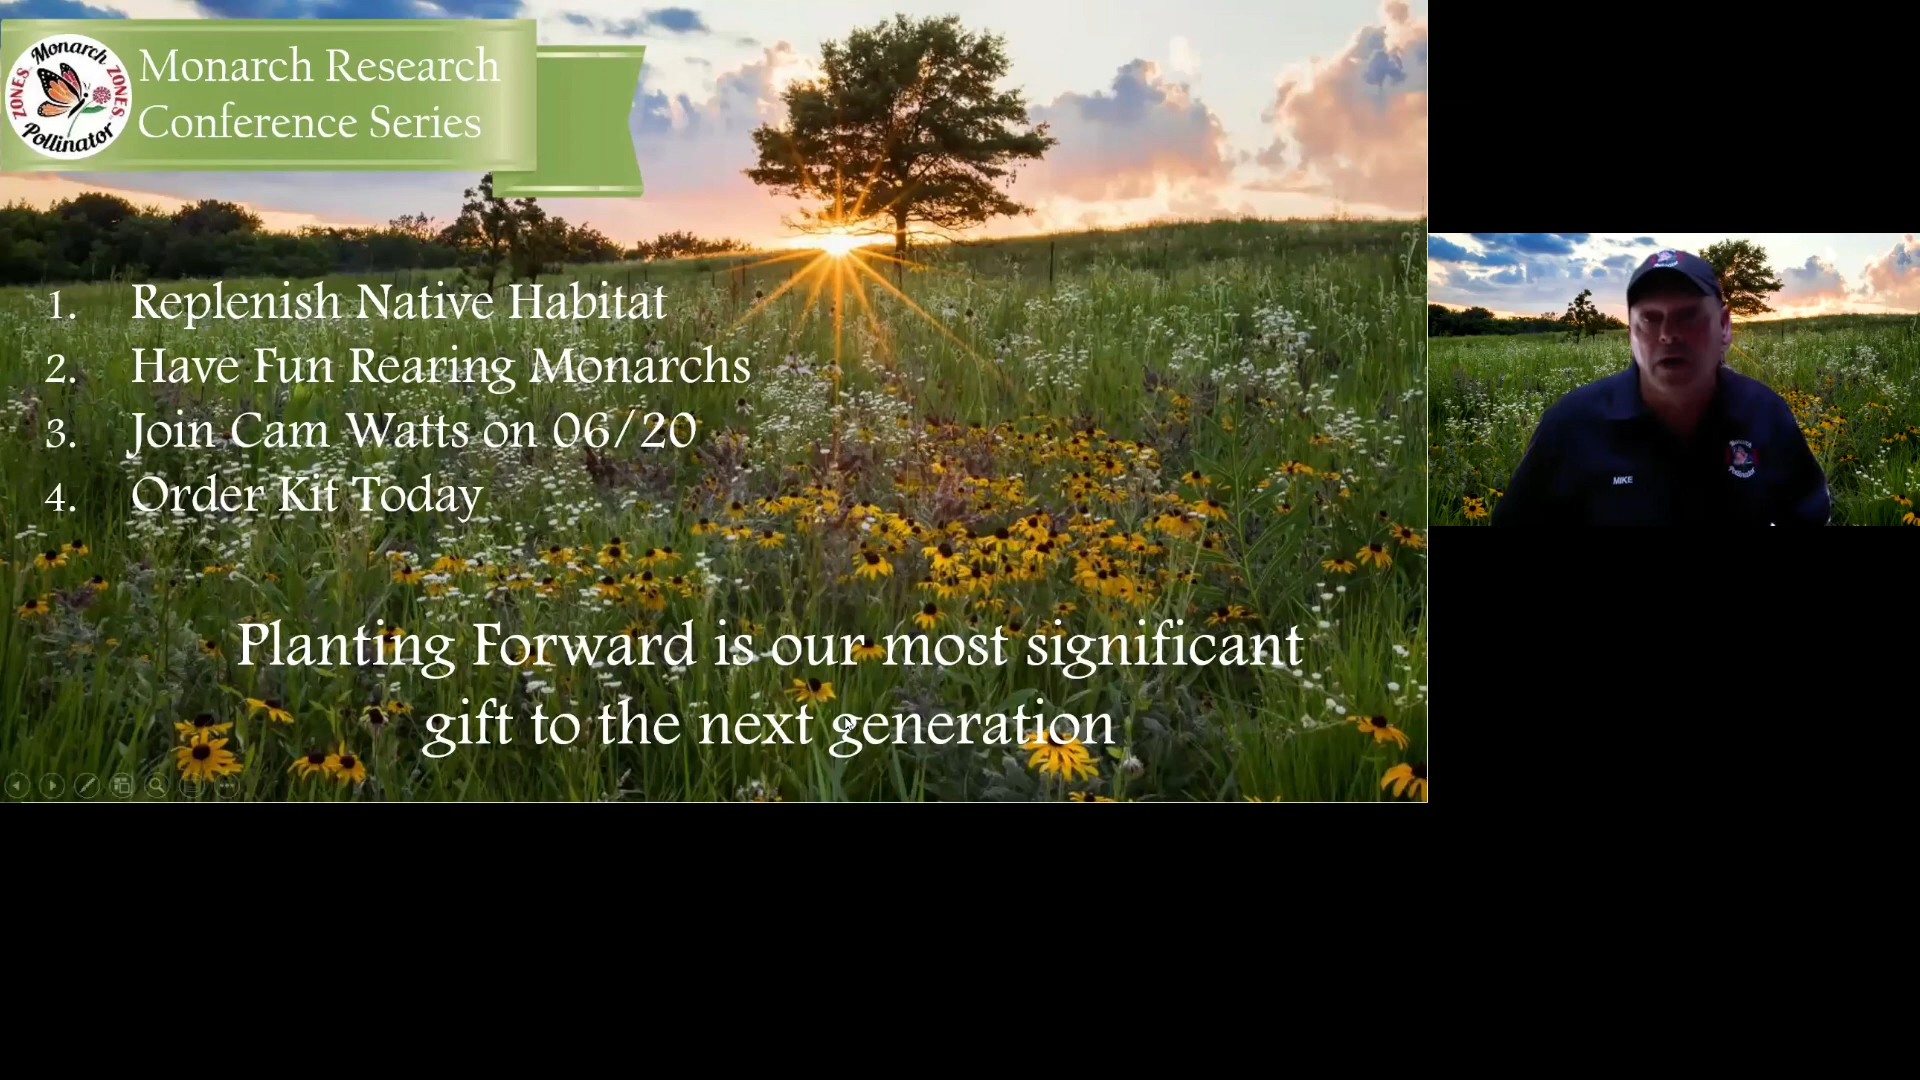 Monarch
ZONES
ZONES
Pollinator
Monarch Research
Conference Series
1. Replenish Native Habitat
2. Have Fun Rearing Monarchs
3. Join Cam Watts on 06/20
4. Order Kit Today
Planting Forward is our most significant
gift to the next generation
MIKE